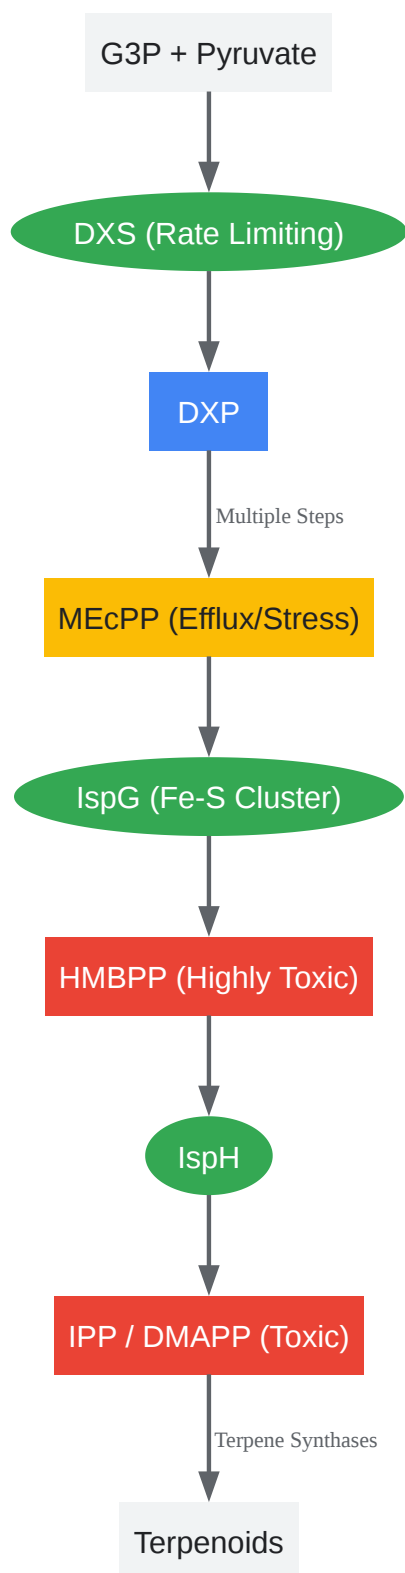 G3P + Pyruvate
DXS (Rate Limiting)
DXP
Multiple Steps
MEcPP (Efflux/Stress)
IspG (Fe-S Cluster)
HMBPP (Highly Toxic)
IspH
IPP / DMAPP (Toxic)
Terpene Synthases
Terpenoids